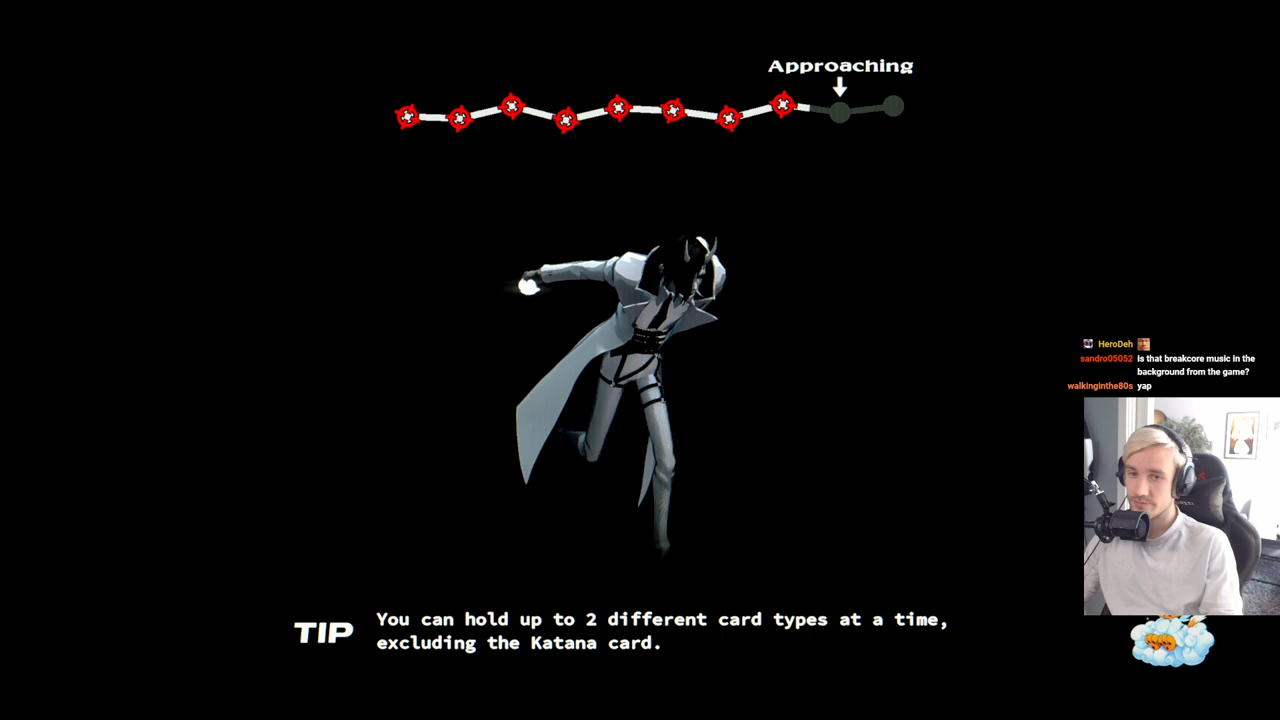 Approaching
HeroDeh
sandro05052 is that breakcore music in the
background from the game?
walkinginthe80s yap
TIP
You can hold up to 2 different card types at a time,
excluding the Katana card.